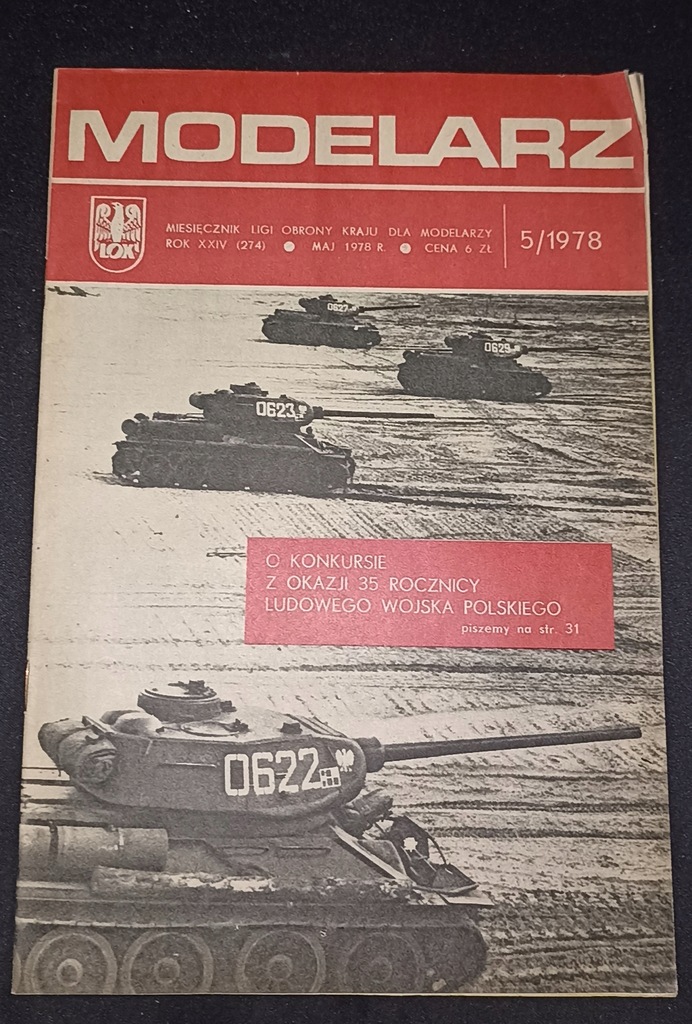 MODELARZ
LOK
MIESIĘCZNIK LIGI OBRONY KRAJU DLA MODELARZY
ROK XXIV (274) ● MAJ 1978 R. ● CENA 6 ZŁ
5/1978
0627
0629
0623
O KONKURSIE
Z OKAZJI 35 ROCZNICY
LUDOWEGO WOJSKA POLSKIEGO
piszemy na str. 31
0622